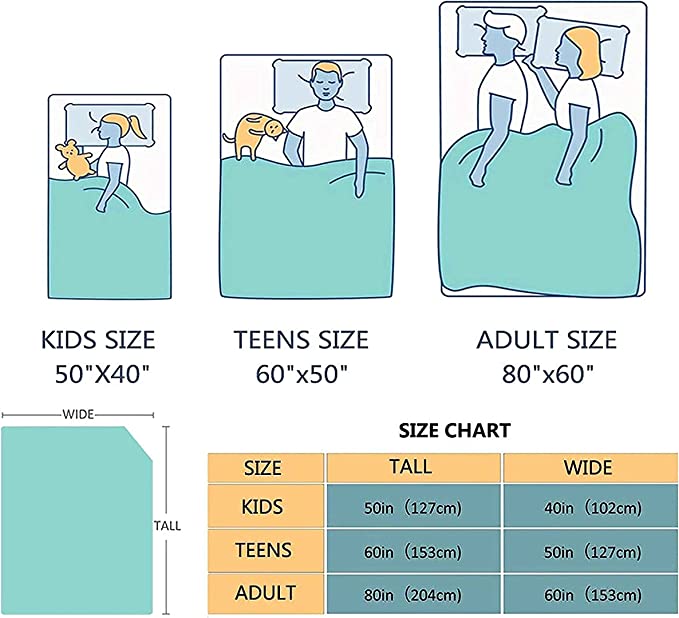 KIDS SIZE
50"X40"
TEENS SIZE
60"x50"
ADULT SIZE
80"x60"
WIDE
TALL
SIZE CHART
SIZE TALL WIDE
KIDS 50in（127cm) 40in（102cm)
TEENS 60in（153cm) 50in（127cm)
ADULT 80in（204cm) 60in（153cm)